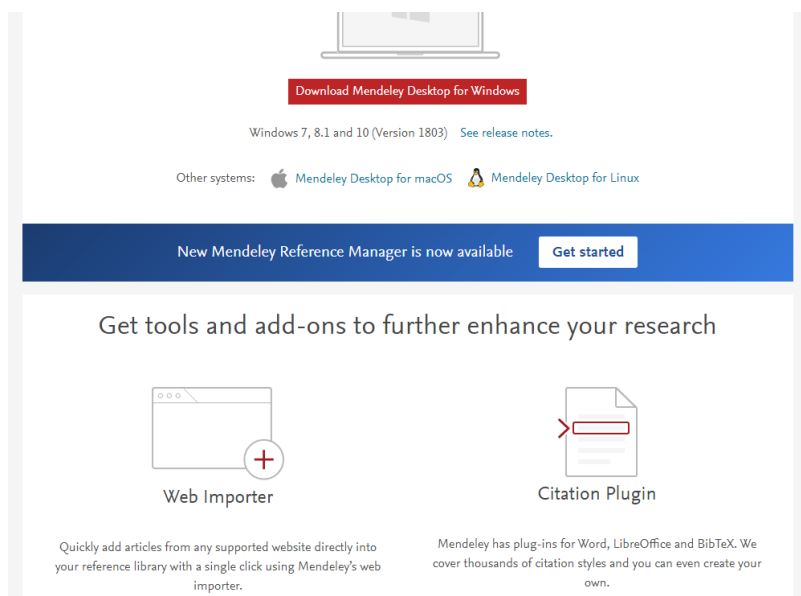 Download Mendeley Desktop for Windows
Windows 7, 8.1 and 10 (Version 1803) See release notes.
Other systems: Mendeley Desktop for macOS Mendeley Desktop for Linux
New Mendeley Reference Manager is now available Get started
Get tools and add-ons to further enhance your research
Web Importer
Quickly add articles from any supported website directly into
your reference library with a single click using Mendeley's web
importer.
Citation Plugin
Mendeley has plug-ins for Word, LibreOffice and BibTeX. We
cover thousands of citation styles and you can even create your
own.